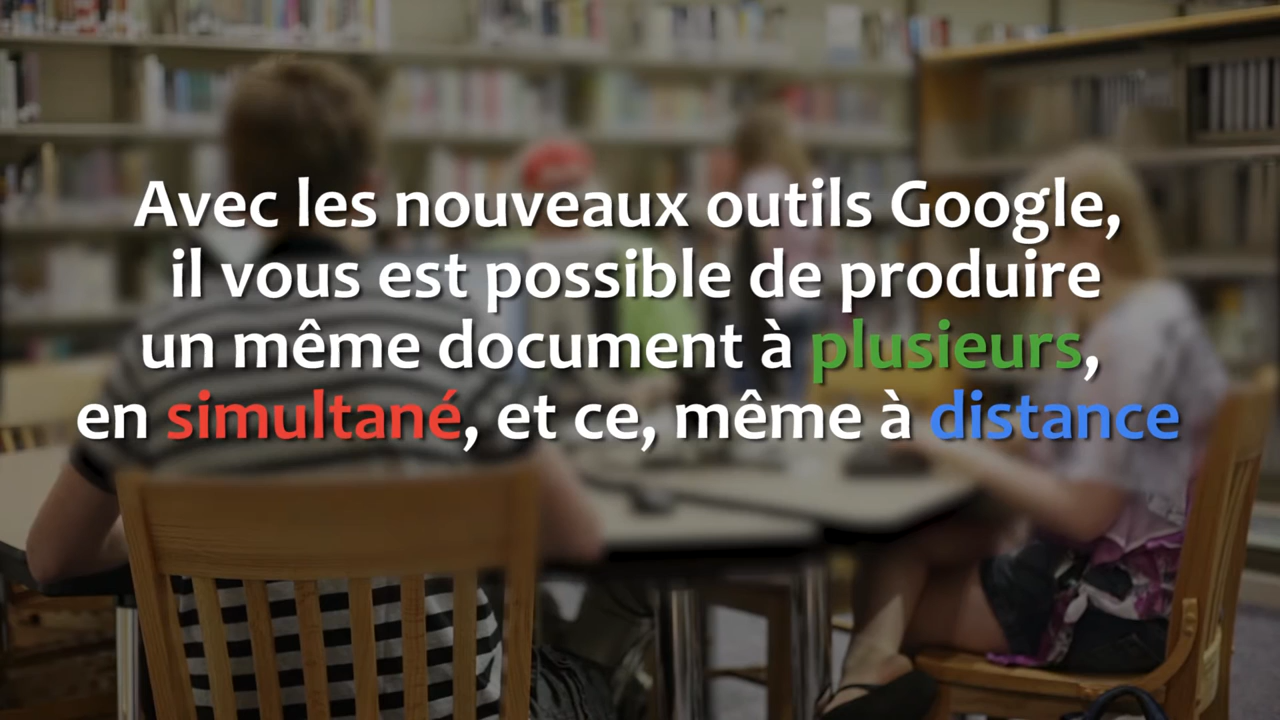 Avec les nouveaux outils Google,
il vous est possible de produire
un même document à plusieurs,
en simultané, et ce, même à distance